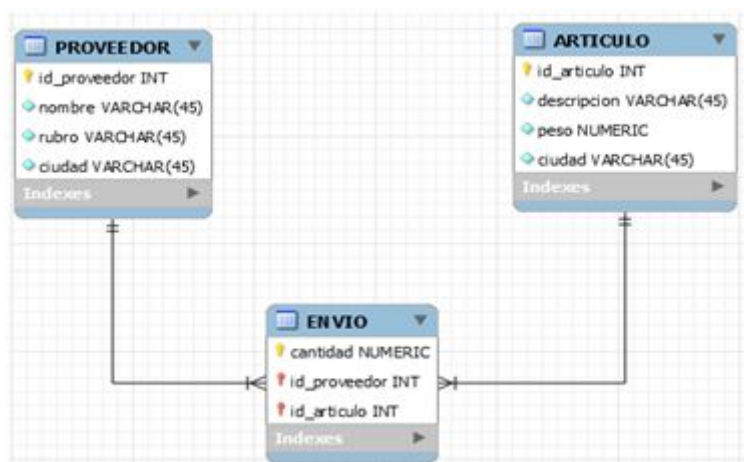 PROVEEDOR
id_proveedor INT
nombre VARCHAR(45)
rubro VARCHAR(45)
ciudad VARCHAR(45)
Indexes
ARTICULO
id_articulo INT
descripcion VARCHAR(45)
peso NUMERIC
ciudad VARCHAR(45)
Indexes
ENVIO
cantidad NUMERIC
id_proveedor INT
id_articulo INT
Indexes